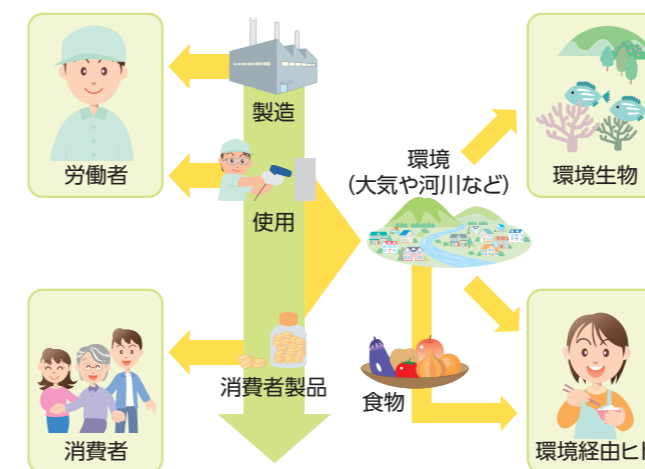 製造
労働者
使用
環境
(大気や河川など)
環境生物
消費者製品
食物
消費者
環境経由ヒト